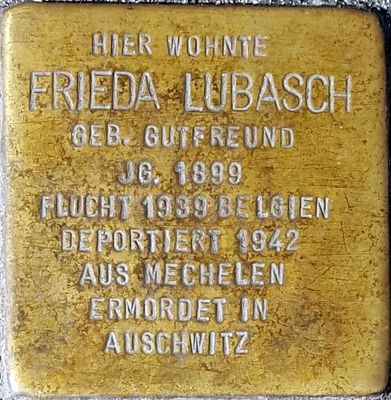 HIER WOHNTE
FRIEDA LUBASCH
GEB. GUTFREUND
JG. 1899
FLUCHT 1939 BELGIEN
DEPORTIERT 1942
AUS MECHELEN
ERMORDET IN
AUSCHWITZ